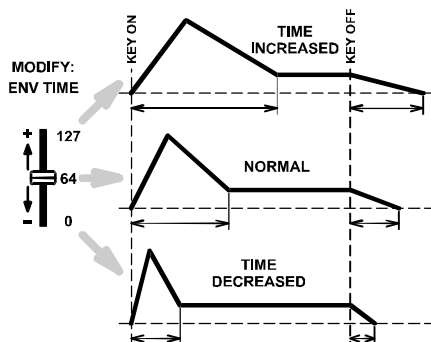 MODIFY:
ENV TIME
+ 127
64
- 0
KEY ON
TIME
INCREASED
KEY OFF
NORMAL
TIME
DECREASED